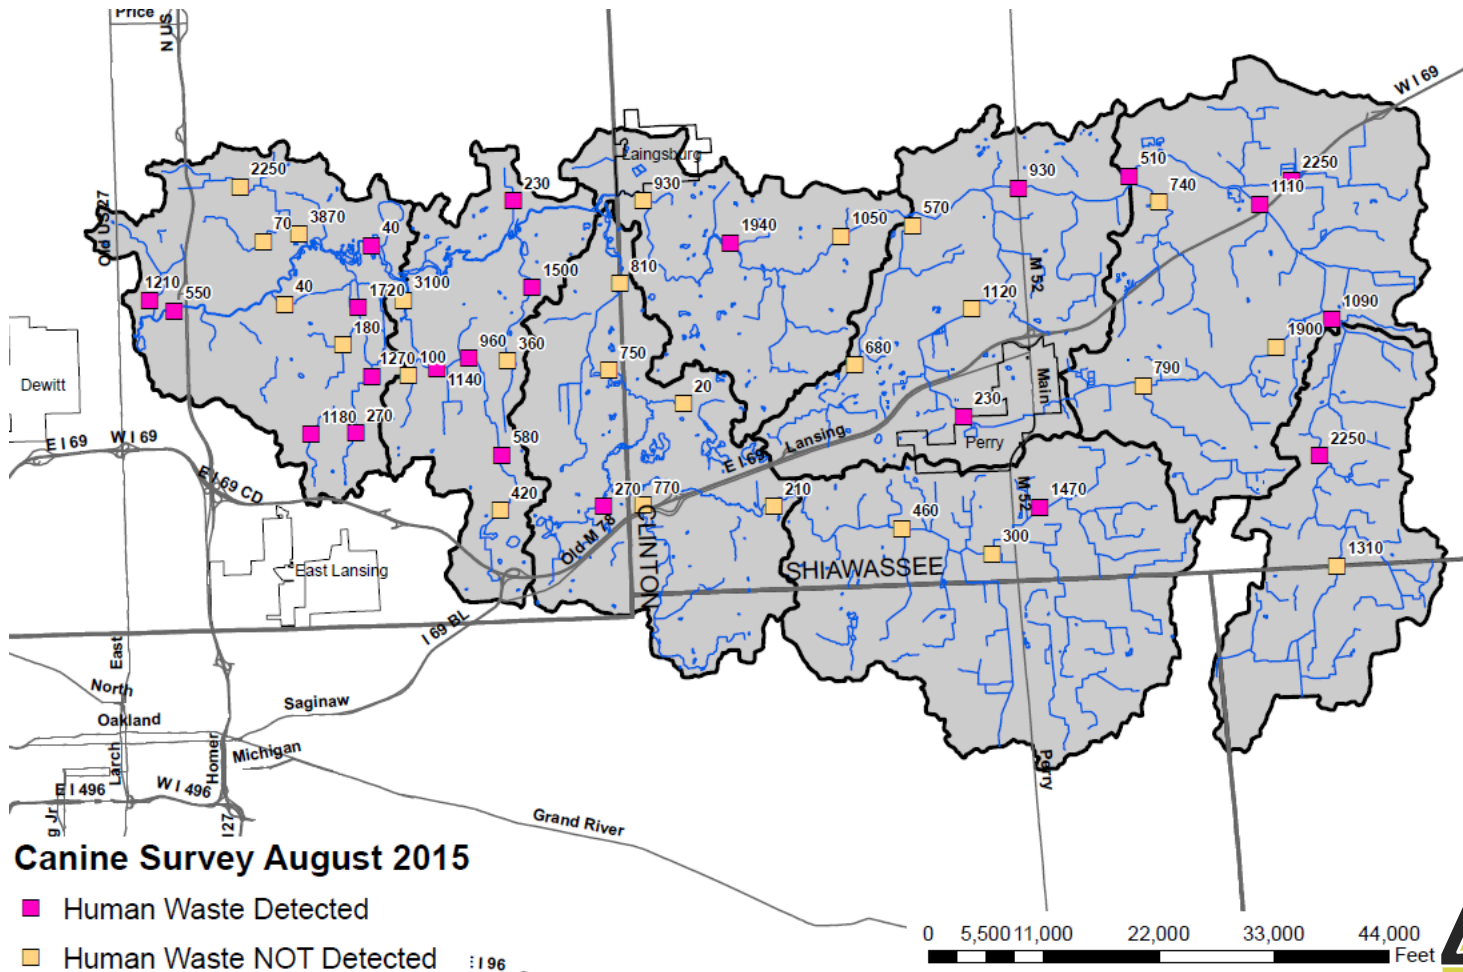 Price
N US
W I 69
Laingsburg
2250
230
930
930
510
2250
740
1110
70
3870
40
1940
1050
570
Old US 27
1210
550
40
1720
3100
1500
810
M 52
1120
1090
1900
180
1270
100
960
360
1140
750
680
790
Dewitt
20
Main
230
1180
270
580
Perry
2250
E I 69
W I 69
E I 69
Lansing
E I 69 CD
420
270
770
210
M 52
1470
460
300
Old M 78
CLINTON
SHIAWASSEE
1310
East Lansing
I 69 BL
East
North
Saginaw
Oakland
Larch
Homer
Michigan
Perry
E I 496
W I 496
g Jr
I27
Grand River
Canine Survey August 2015
Human Waste Detected
Human Waste NOT Detected
E I 96
0 5,500 11,000 22,000 33,000 44,000
Feet